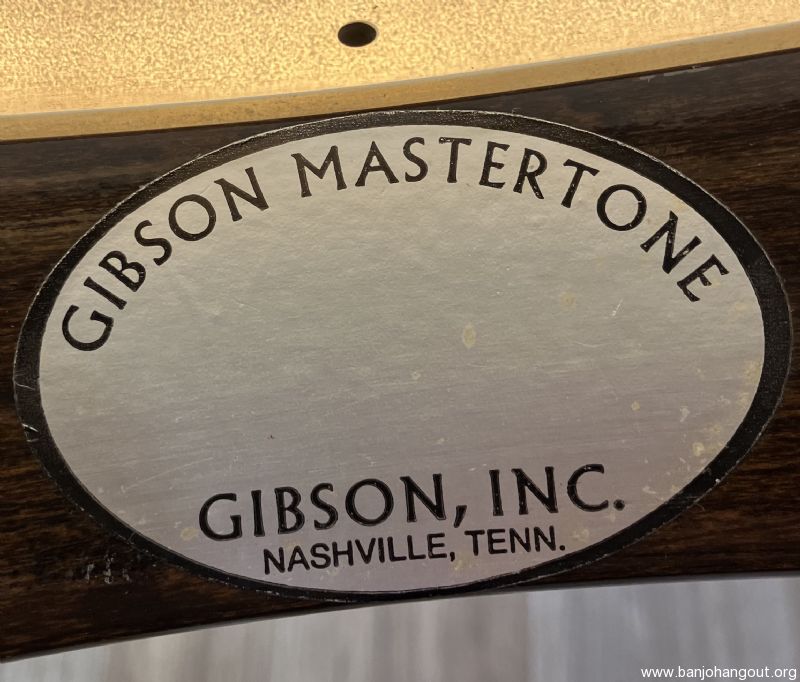 GIBSON MASTERTONE
GIBSON, INC.
NASHVILLE, TENN.
www.banjohangout.org